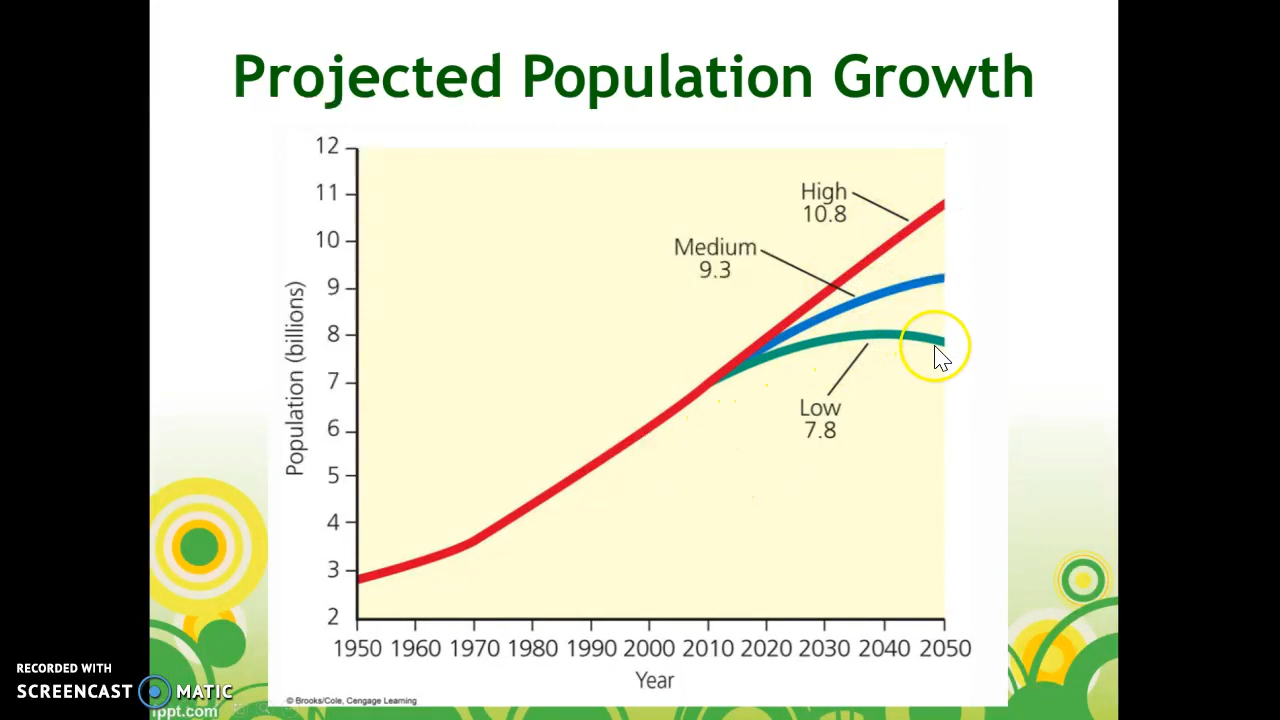 Projected Population Growth
12
11
10
9
8
7
6
5
4
3
2
Population (billions)
High
10.8
Medium
9.3
Low
7.8
1950 1960 1970 1980 1990 2000 2010 2020 2030 2040 2050
Year
© Brooks/Cole, Cengage Learning
RECORDED WITH
SCREENCAST MATIC
fppt.com